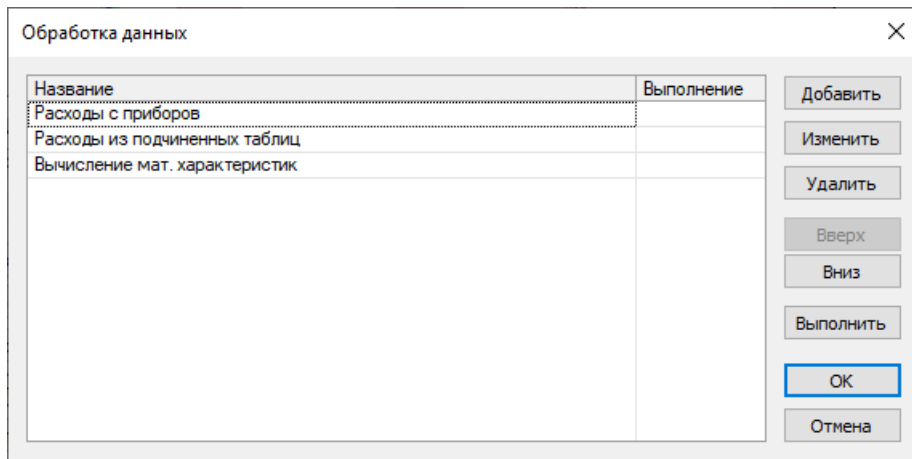 Обработка данных
Название Выполнение
Расходы с приборов
Расходы из подчиненных таблиц
Вычисление мат. характеристик
Добавить
Изменить
Удалить
Вверх
Вниз
Выполнить
OK
Отмена